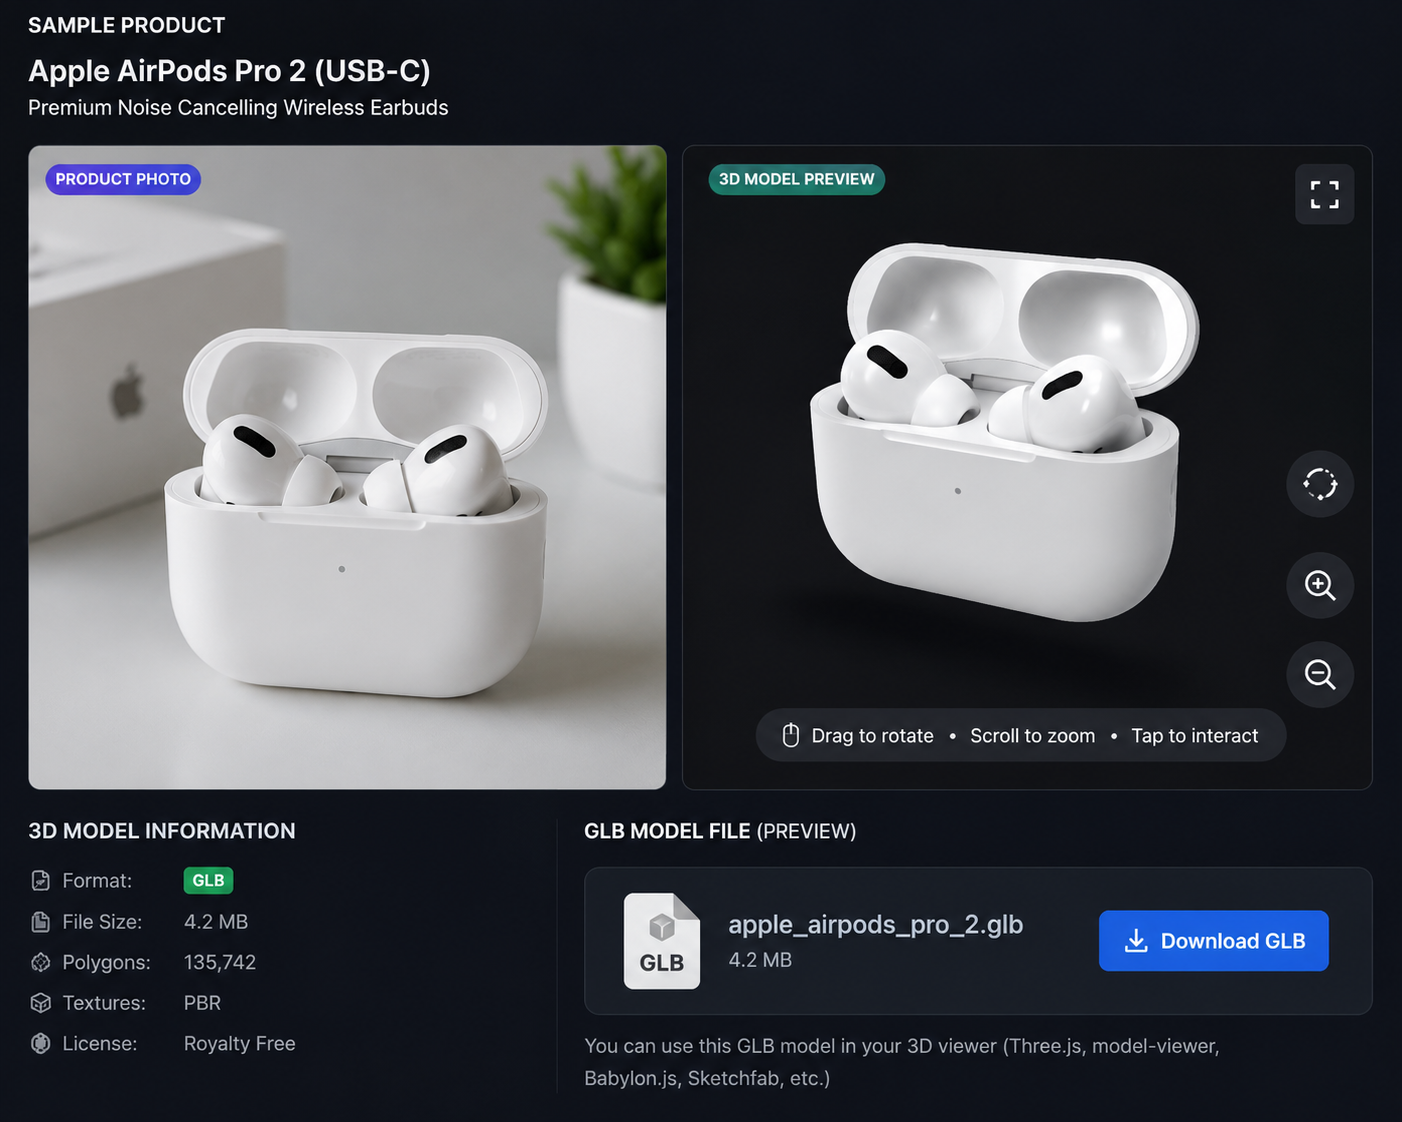 SAMPLE PRODUCT
Apple AirPods Pro 2 (USB-C)
Premium Noise Cancelling Wireless Earbuds
PRODUCT PHOTO
3D MODEL PREVIEW
Drag to rotate • Scroll to zoom • Tap to interact
3D MODEL INFORMATION
Format: GLB
File Size: 4.2 MB
Polygons: 135,742
Textures: PBR
License: Royalty Free
GLB MODEL FILE (PREVIEW)
GLB
apple_airpods_pro_2.glb
4.2 MB
Download GLB
You can use this GLB model in your 3D viewer (Three.js, model-viewer,
Babylon.js, Sketchfab, etc.)